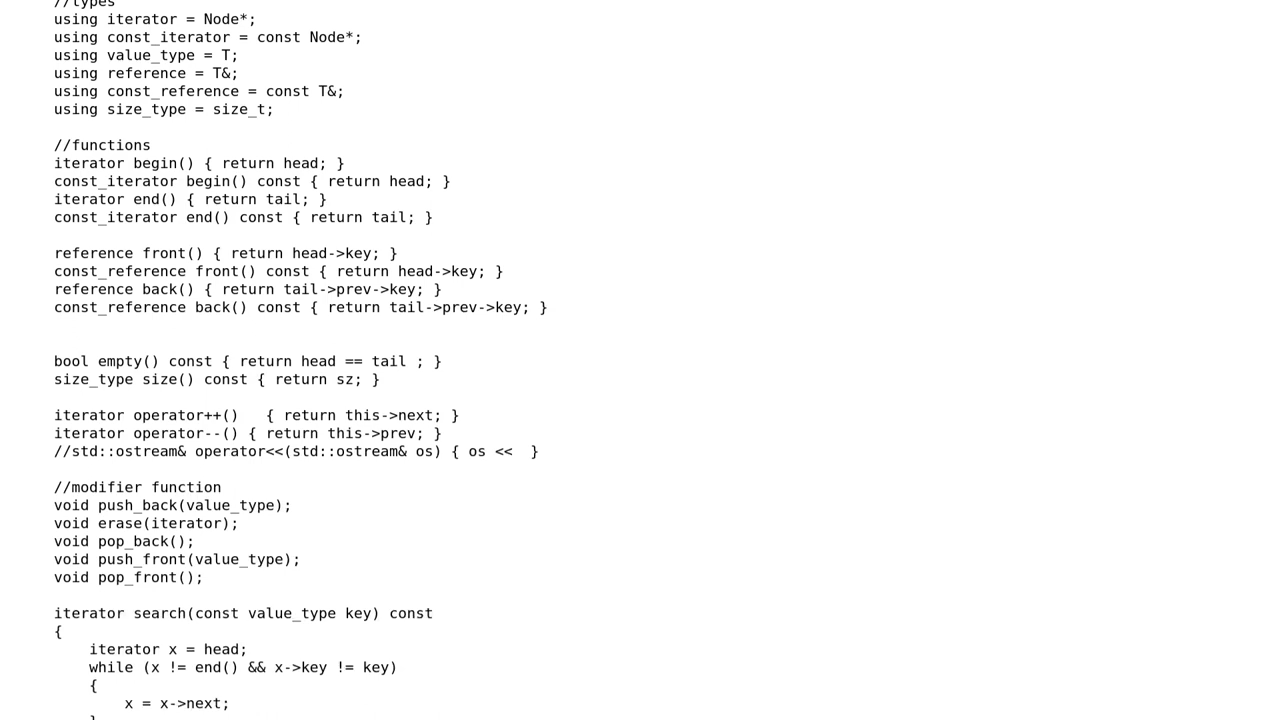 //types
using iterator = Node*;
using const_iterator = const Node*;
using value_type = T;
using reference = T&;
using const_reference = const T&;
using size_type = size_t;

//functions
iterator begin() { return head; }
const_iterator begin() const { return head; }
iterator end() { return tail; }
const_iterator end() const { return tail; }

reference front() { return head->key; }
const_reference front() const { return head->key; }
reference back() { return tail->prev->key; }
const_reference back() const { return tail->prev->key; }


bool empty() const { return head == tail ; }
size_type size() const { return sz; }

iterator operator++()   { return this->next; }
iterator operator--() { return this->prev; }
//std::ostream& operator<<(std::ostream& os) { os <<  }

//modifier function
void push_back(value_type);
void erase(iterator);
void pop_back();
void push_front(value_type);
void pop_front();

iterator search(const value_type key) const
{
    iterator x = head;
    while (x != end() && x->key != key)
    {
        x = x->next;
    }